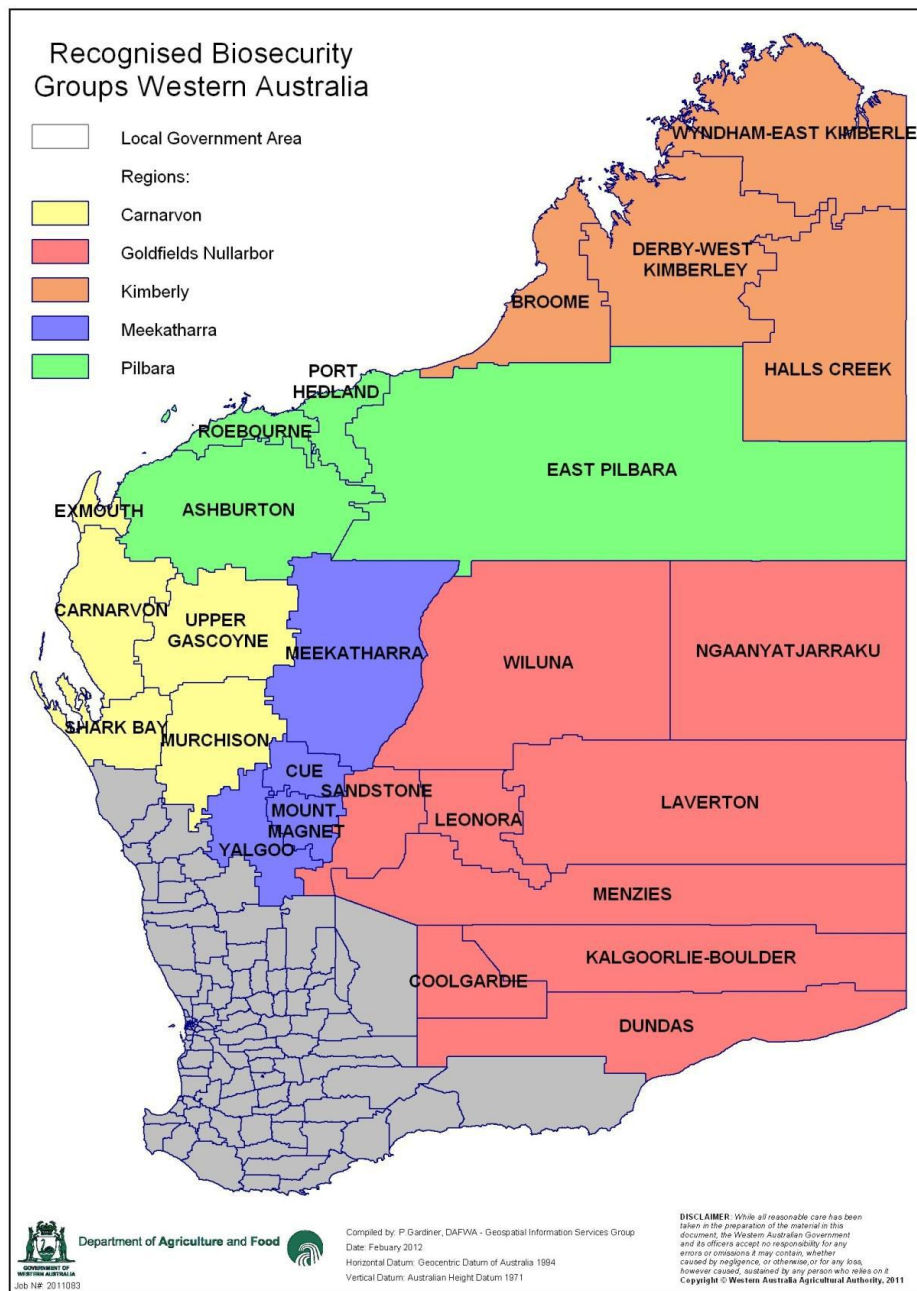 Recognised Biosecurity
Groups Western Australia
Local Government Area
Regions:
Carnarvon
Goldfields Nullarbor
Kimberly
Meekatharra
Pilbara
WYNDHAM-EAST KIMBERLE
DERBY-WEST
KIMBERLEY
BROOME
HALLS CREEK
PORT
HEDLAND
ROEBOURNE
EAST PILBARA
ASHBURTON
EXMOUTH
CARNARVON
UPPER
GASCOYNE
MEEKATHARRA
WILUNA
NGAANYATJARRAKU
SHARK BAY
MURCHISON
CUE
SANDSTONE
MOUNT
MAGNET
YALGOO
LEONORA
LAVERTON
MENZIES
KALGOORLIE-BOULDER
COOLGARDIE
DUNDAS
GOVERNMENT OF
WESTERN AUSTRALIA
Job N#: 2011083
Department of Agriculture and Food
Compiled by: P.Gardiner, DAFWA - Geospatial Information Services Group
Date: Febuary 2012
Horizontal Datum: Geocentric Datum of Australia 1994
Vertical Datum: Australian Height Datum 1971
DISCLAIMER: While all reasonable care has been
taken in the preparation of the material in this
document, the Western Australian Government
and its officers accept no responsibility for any
errors or omissions it may contain, whether
caused by negligence, or otherwise,or for any loss,
however caused, sustained by any person who relies on it
Copyright © Western Australia Agricultural Authority, 2011